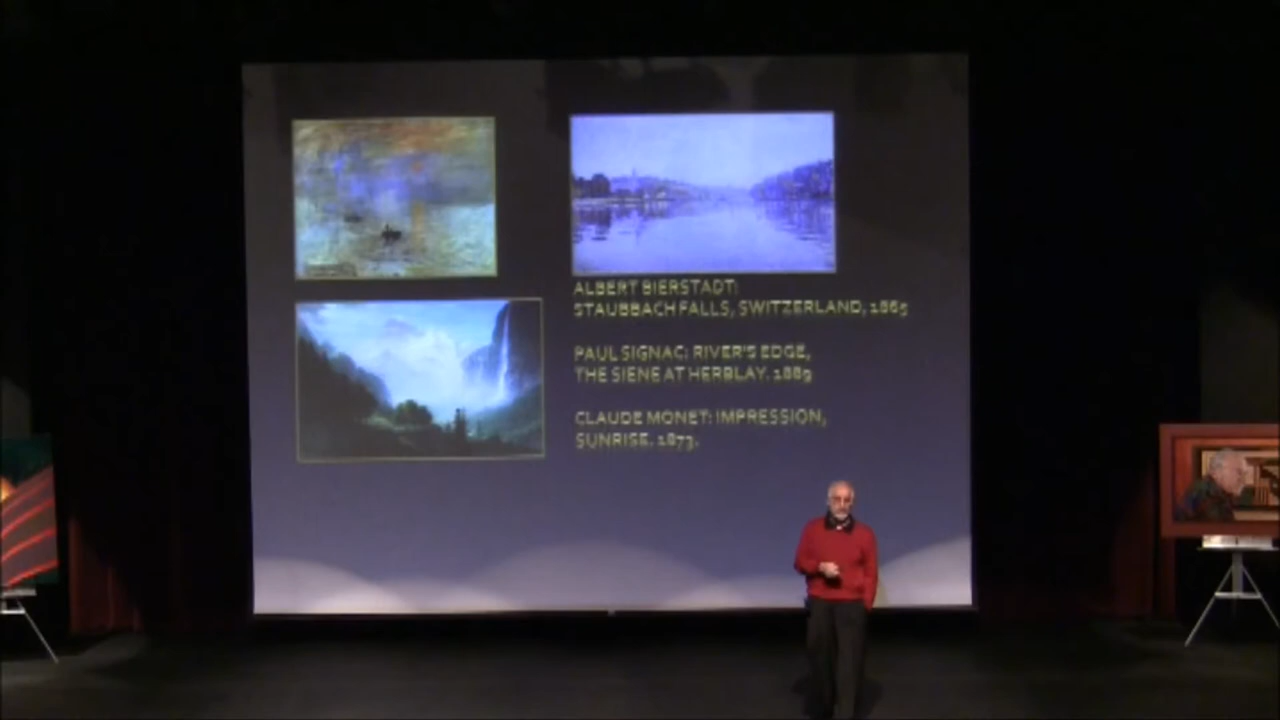 ALBERT BIERSTADT:
STAUBBACH FALLS, SWITZERLAND, 1865
PAUL SIGNAC: RIVER'S EDGE,
THE SIENE AT HERBLAY. 1889
CLAUDE MONET: IMPRESSION,
SUNRISE. 1873.